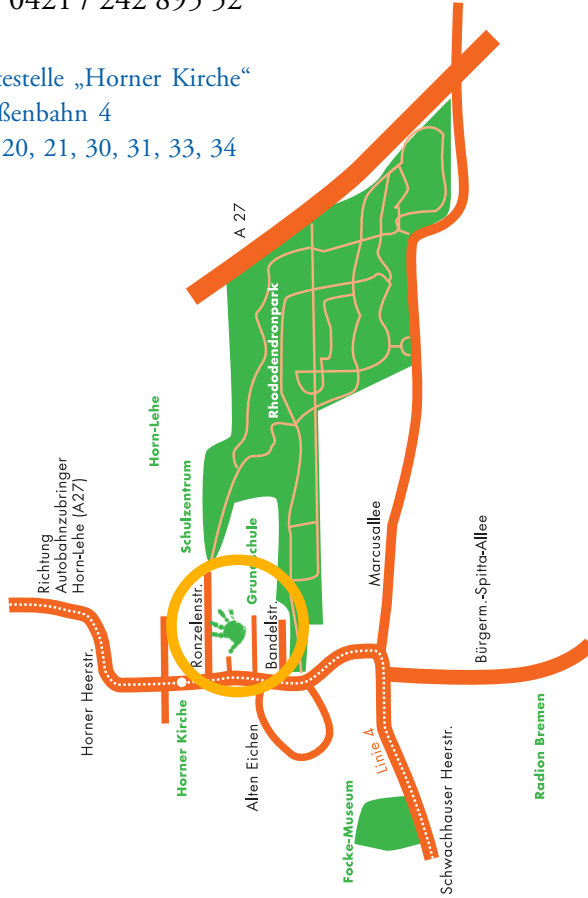 0421 / 242 895 52
estelle „Horner Kirche“
ßenbahn 4
20, 21, 30, 31, 33, 34
A 27
Rhododendronpark
Horn-Lehe
Schulzentrum
Richtung
Autobahnzubringer
Horn-Lehe (A27)
Grundschule
Ronzelenstr.
Bandelstr.
Marcusallee
Bürgerm.-Spitta-Allee
Horner Heerstr.
Horner Kirche
Alten Eichen
Linie 4
Focke-Museum
Schwachhauser Heerstr.
Radion Bremen